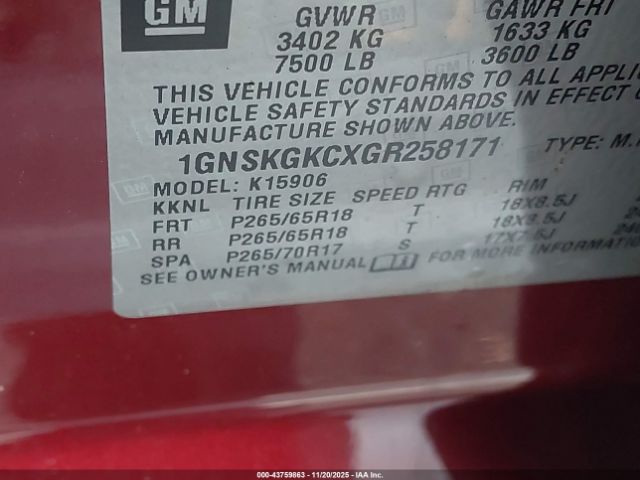 GM
GVWR
3402 KG
7500 LB
GAWR FRT
1633 KG
3600 LB
THIS VEHICLE CONFORMS TO ALL APPLI
VEHICLE SAFETY STANDARDS IN EFFECT O
MANUFACTURE SHOWN ABOVE.
1GNSKGKCXGR258171 TYPE: M.
MODEL: K15906
KKNL TIRE SIZE SPEED RTG RIM
FRT P265/65R18 T 18X8.5J
RR P265/65R18 T 18X8.5J
SPA P265/70R17 S 17X7.5J
SEE OWNER'S MANUAL FOR MORE INFORMATION
000-43759863 - 11/20/2025 - IAA Inc.